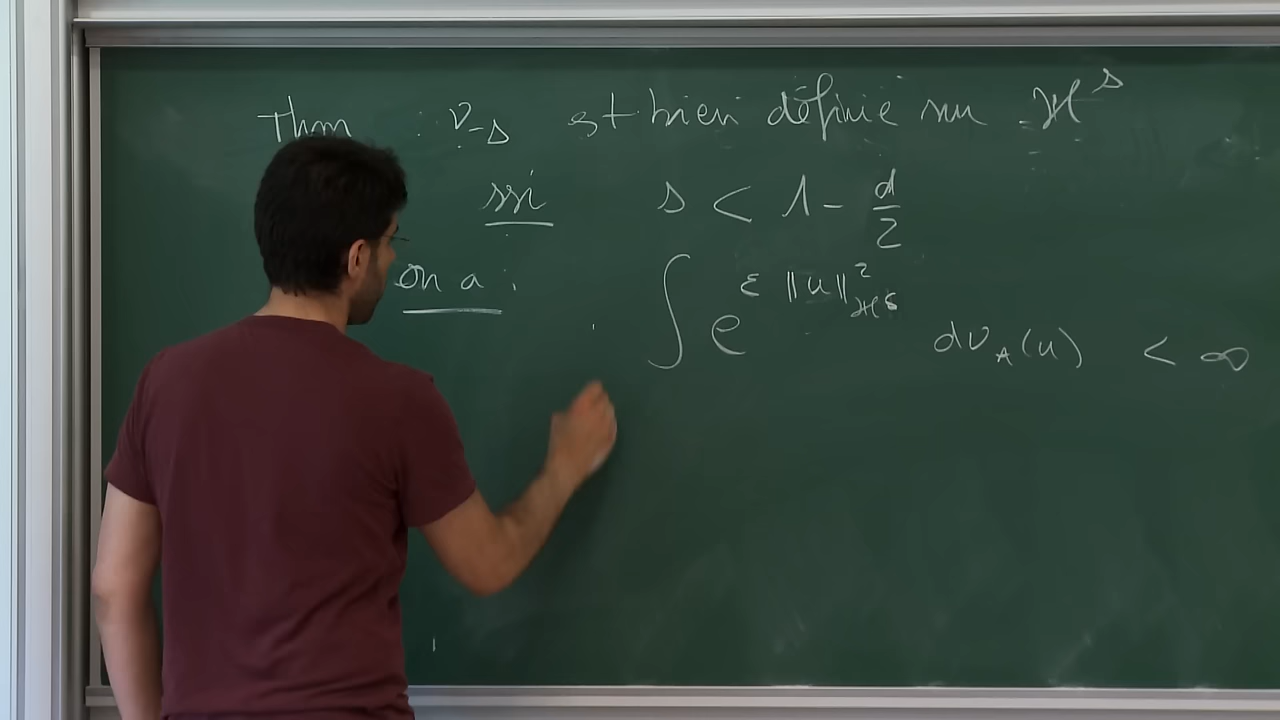 Thm : ν_{-s} est bien définie sur ℋ^s
ssi s < 1 - d/2
on a : ∫ e^{ε ‖u‖²_{ℋ^s}} dν_A(u) < ∞